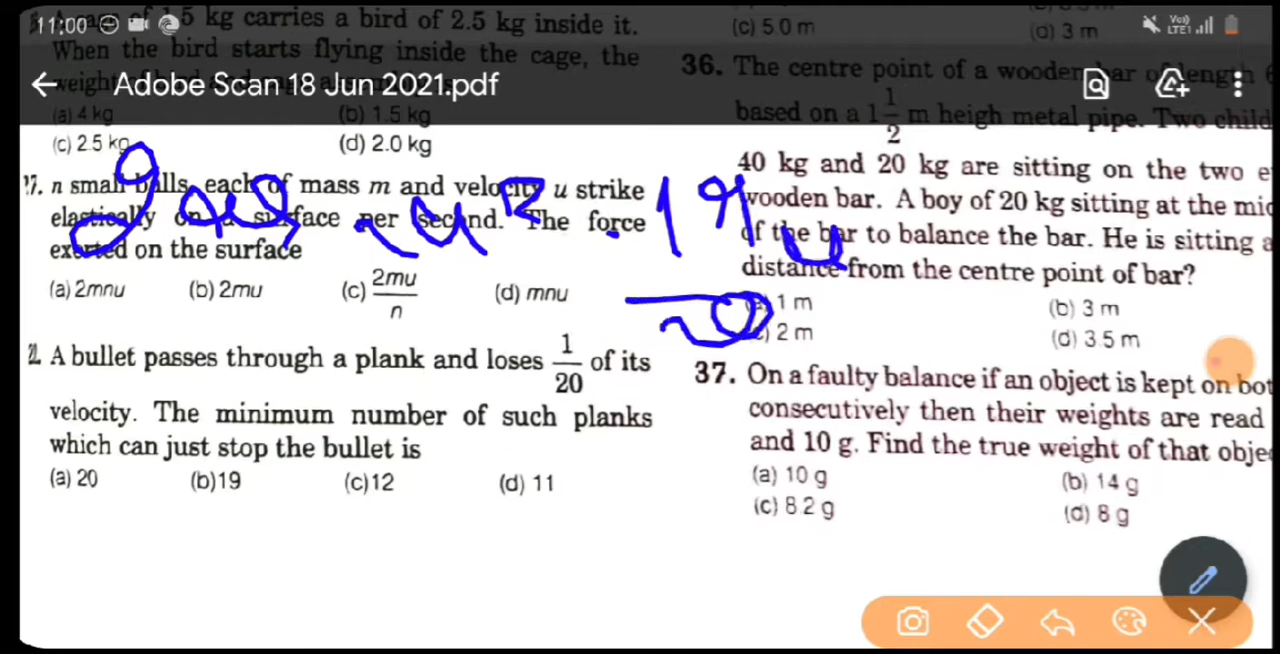 11:00
Adobe Scan 18 Jun 2021.pdf
1.5 kg carries a bird of 2.5 kg inside it.
When the bird starts flying inside the cage, the
(a) 4 kg (b) 1.5 kg
(c) 2.5 kg (d) 2.0 kg
n small balls, each of mass m and velocity u strike
elastically on a surface per second. The force
exerted on the surface
(a) 2mnu (b) 2mu (c) 2mu/n (d) mnu
A bullet passes through a plank and loses 1/20 of its
velocity. The minimum number of such planks
which can just stop the bullet is
(a) 20 (b) 19 (c) 12 (d) 11
(c) 5.0 m (d) 3 m
36. The centre point of a wooden bar of length 6
based on a 1 1/2 m heigh metal pipe. Two child
40 kg and 20 kg are sitting on the two e
wooden bar. A boy of 20 kg sitting at the mid
of the bar to balance the bar. He is sitting a
distance from the centre point of bar?
1 m (b) 3 m
2 m (d) 3.5 m
37. On a faulty balance if an object is kept on bot
consecutively then their weights are read
and 10 g. Find the true weight of that obje
(a) 10 g (b) 14 g
(c) 8.2 g (d) 8 g
19 u
20